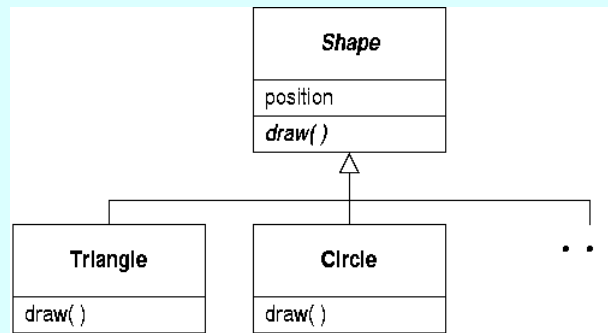 Shape
position
draw( )
Triangle
Circle
. .
draw( )
draw( )